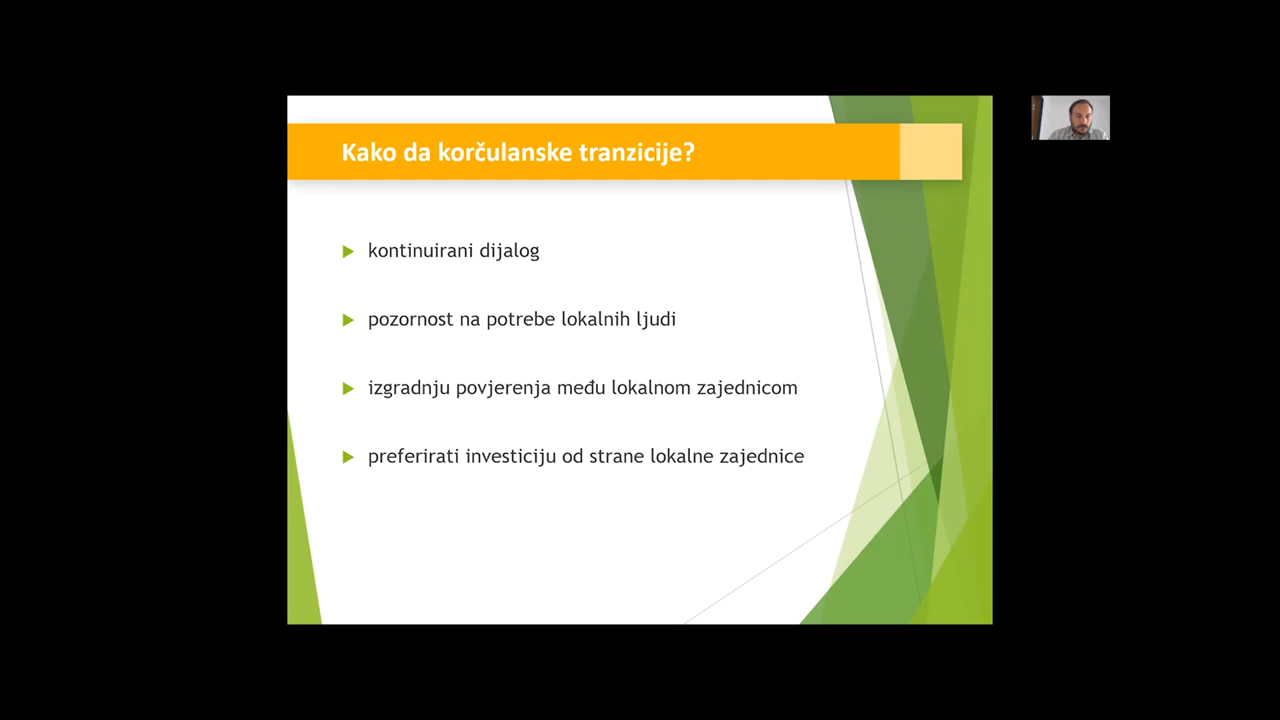 Kako da korčulanske tranzicije?
kontinuirani dijalog
pozornost na potrebe lokalnih ljudi
izgradnju povjerenja među lokalnom zajednicom
preferirati investiciju od strane lokalne zajednice